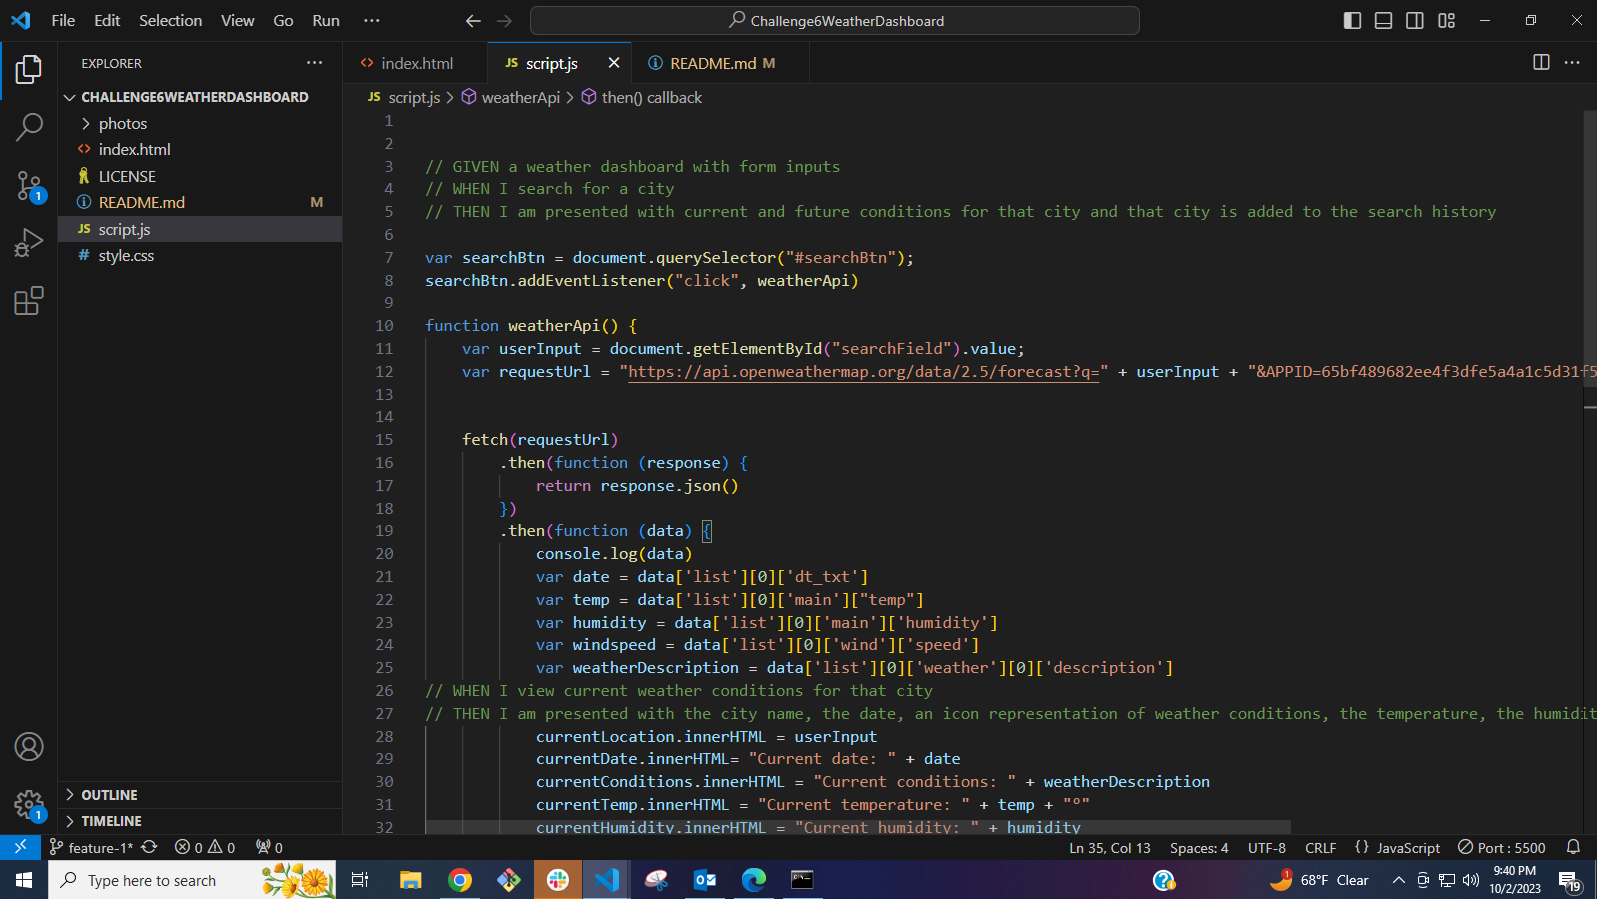 File Edit Selection View Go Run ···
Challenge6WeatherDashboard
EXPLORER
index.html
script.js
README.md M
CHALLENGE6WEATHERDASHBOARD
JS script.js > weatherApi > then() callback
photos
index.html
LICENSE
README.md M
JS script.js
# style.css
1
2
3 // GIVEN a weather dashboard with form inputs
4 // WHEN I search for a city
5 // THEN I am presented with current and future conditions for that city and that city is added to the search history
6
7 var searchBtn = document.querySelector("#searchBtn");
8 searchBtn.addEventListener("click", weatherApi)
9
10 function weatherApi() {
11 var userInput = document.getElementById("searchField").value;
12 var requestUrl = "https://api.openweathermap.org/data/2.5/forecast?q=" + userInput + "&APPID=65bf489682ee4f3dfe5a4a1c5d31f5
13
14
15 fetch(requestUrl)
16 .then(function (response) {
17 return response.json()
18 })
19 .then(function (data) {
20 console.log(data)
21 var date = data['list'][0]['dt_txt']
22 var temp = data['list'][0]['main']["temp"]
23 var humidity = data['list'][0]['main']['humidity']
24 var windspeed = data['list'][0]['wind']['speed']
25 var weatherDescription = data['list'][0]['weather'][0]['description']
26 // WHEN I view current weather conditions for that city
27 // THEN I am presented with the city name, the date, an icon representation of weather conditions, the temperature, the humidit
28 currentLocation.innerHTML = userInput
29 currentDate.innerHTML= "Current date: " + date
30 currentConditions.innerHTML = "Current conditions: " + weatherDescription
31 currentTemp.innerHTML = "Current temperature: " + temp + "°"
32 currentHumidity.innerHTML = "Current humidity: " + humidity
1
1
OUTLINE
TIMELINE
feature-1* 0 0 0 Ln 35, Col 13 Spaces: 4 UTF-8 CRLF {} JavaScript Port : 5500
Type here to search
1 68°F Clear
9:40 PM
10/2/2023
19